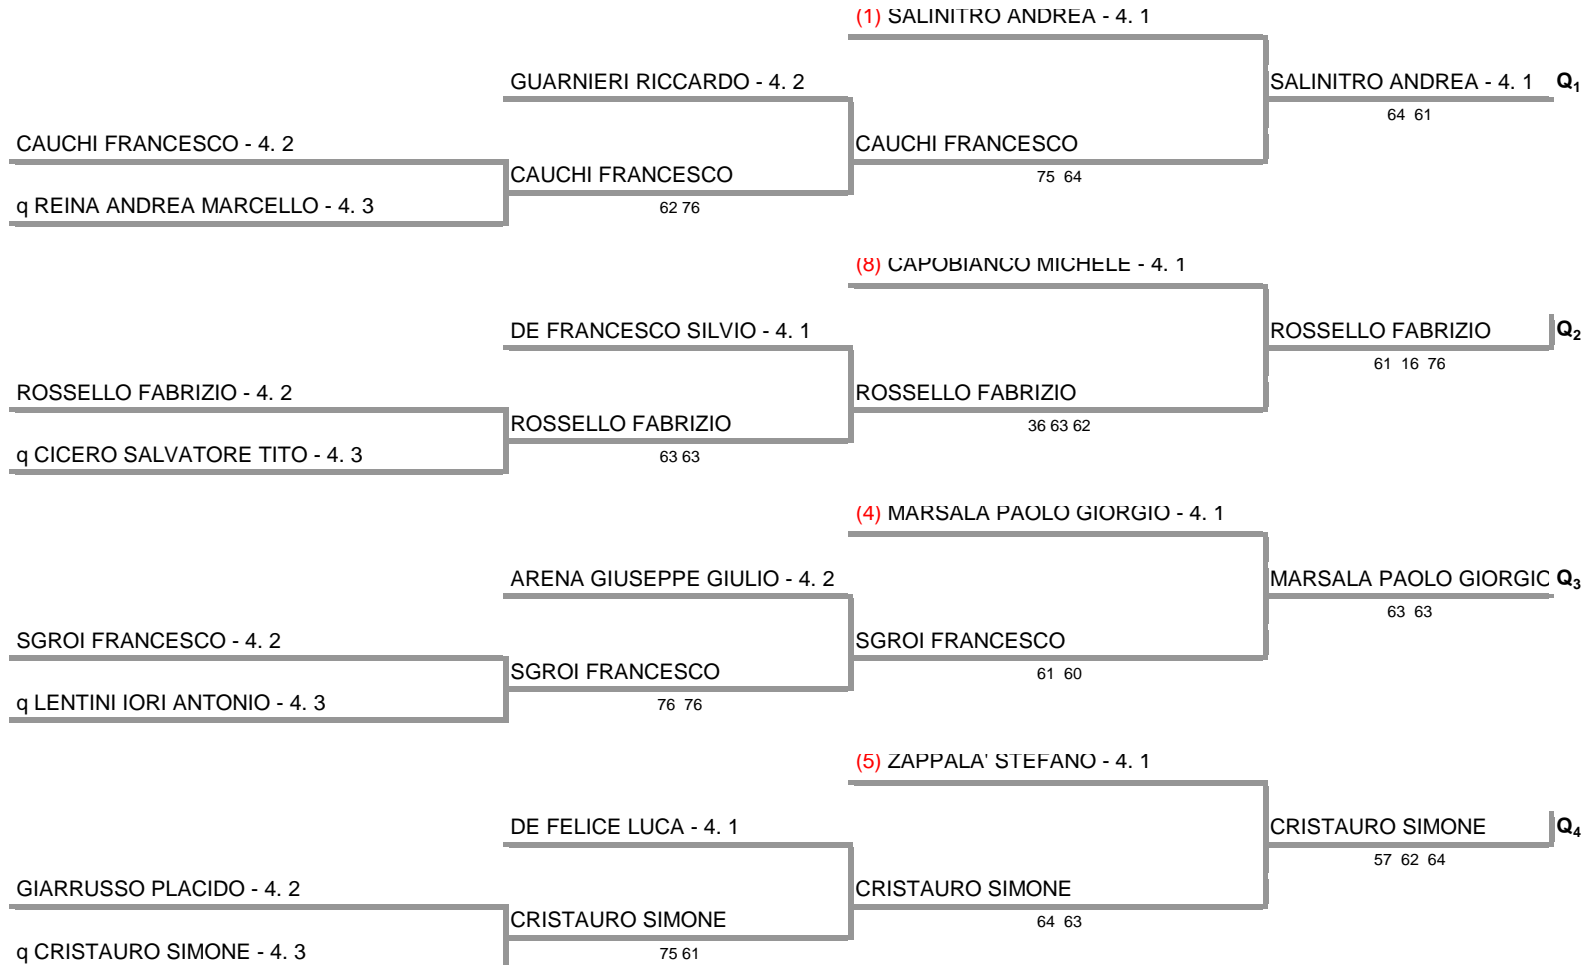 (1) SALINITRO ANDREA - 4. 1
GUARNIERI RICCARDO - 4. 2
SALINITRO ANDREA - 4. 1 Q1
64 61
CAUCHI FRANCESCO - 4. 2
CAUCHI FRANCESCO
75 64
CAUCHI FRANCESCO
62 76
q REINA ANDREA MARCELLO - 4. 3
(8) CAPOBIANCO MICHELE - 4. 1
DE FRANCESCO SILVIO - 4. 1
ROSSELLO FABRIZIO Q2
61 16 76
ROSSELLO FABRIZIO - 4. 2
ROSSELLO FABRIZIO
36 63 62
ROSSELLO FABRIZIO
63 63
q CICERO SALVATORE TITO - 4. 3
(4) MARSALA PAOLO GIORGIO - 4. 1
ARENA GIUSEPPE GIULIO - 4. 2
MARSALA PAOLO GIORGIO Q3
63 63
SGROI FRANCESCO - 4. 2
SGROI FRANCESCO
61 60
SGROI FRANCESCO
76 76
q LENTINI IORI ANTONIO - 4. 3
(5) ZAPPALA' STEFANO - 4. 1
DE FELICE LUCA - 4. 1
CRISTAURO SIMONE Q4
57 62 64
GIARRUSSO PLACIDO - 4. 2
CRISTAURO SIMONE
64 63
CRISTAURO SIMONE
75 61
q CRISTAURO SIMONE - 4. 3